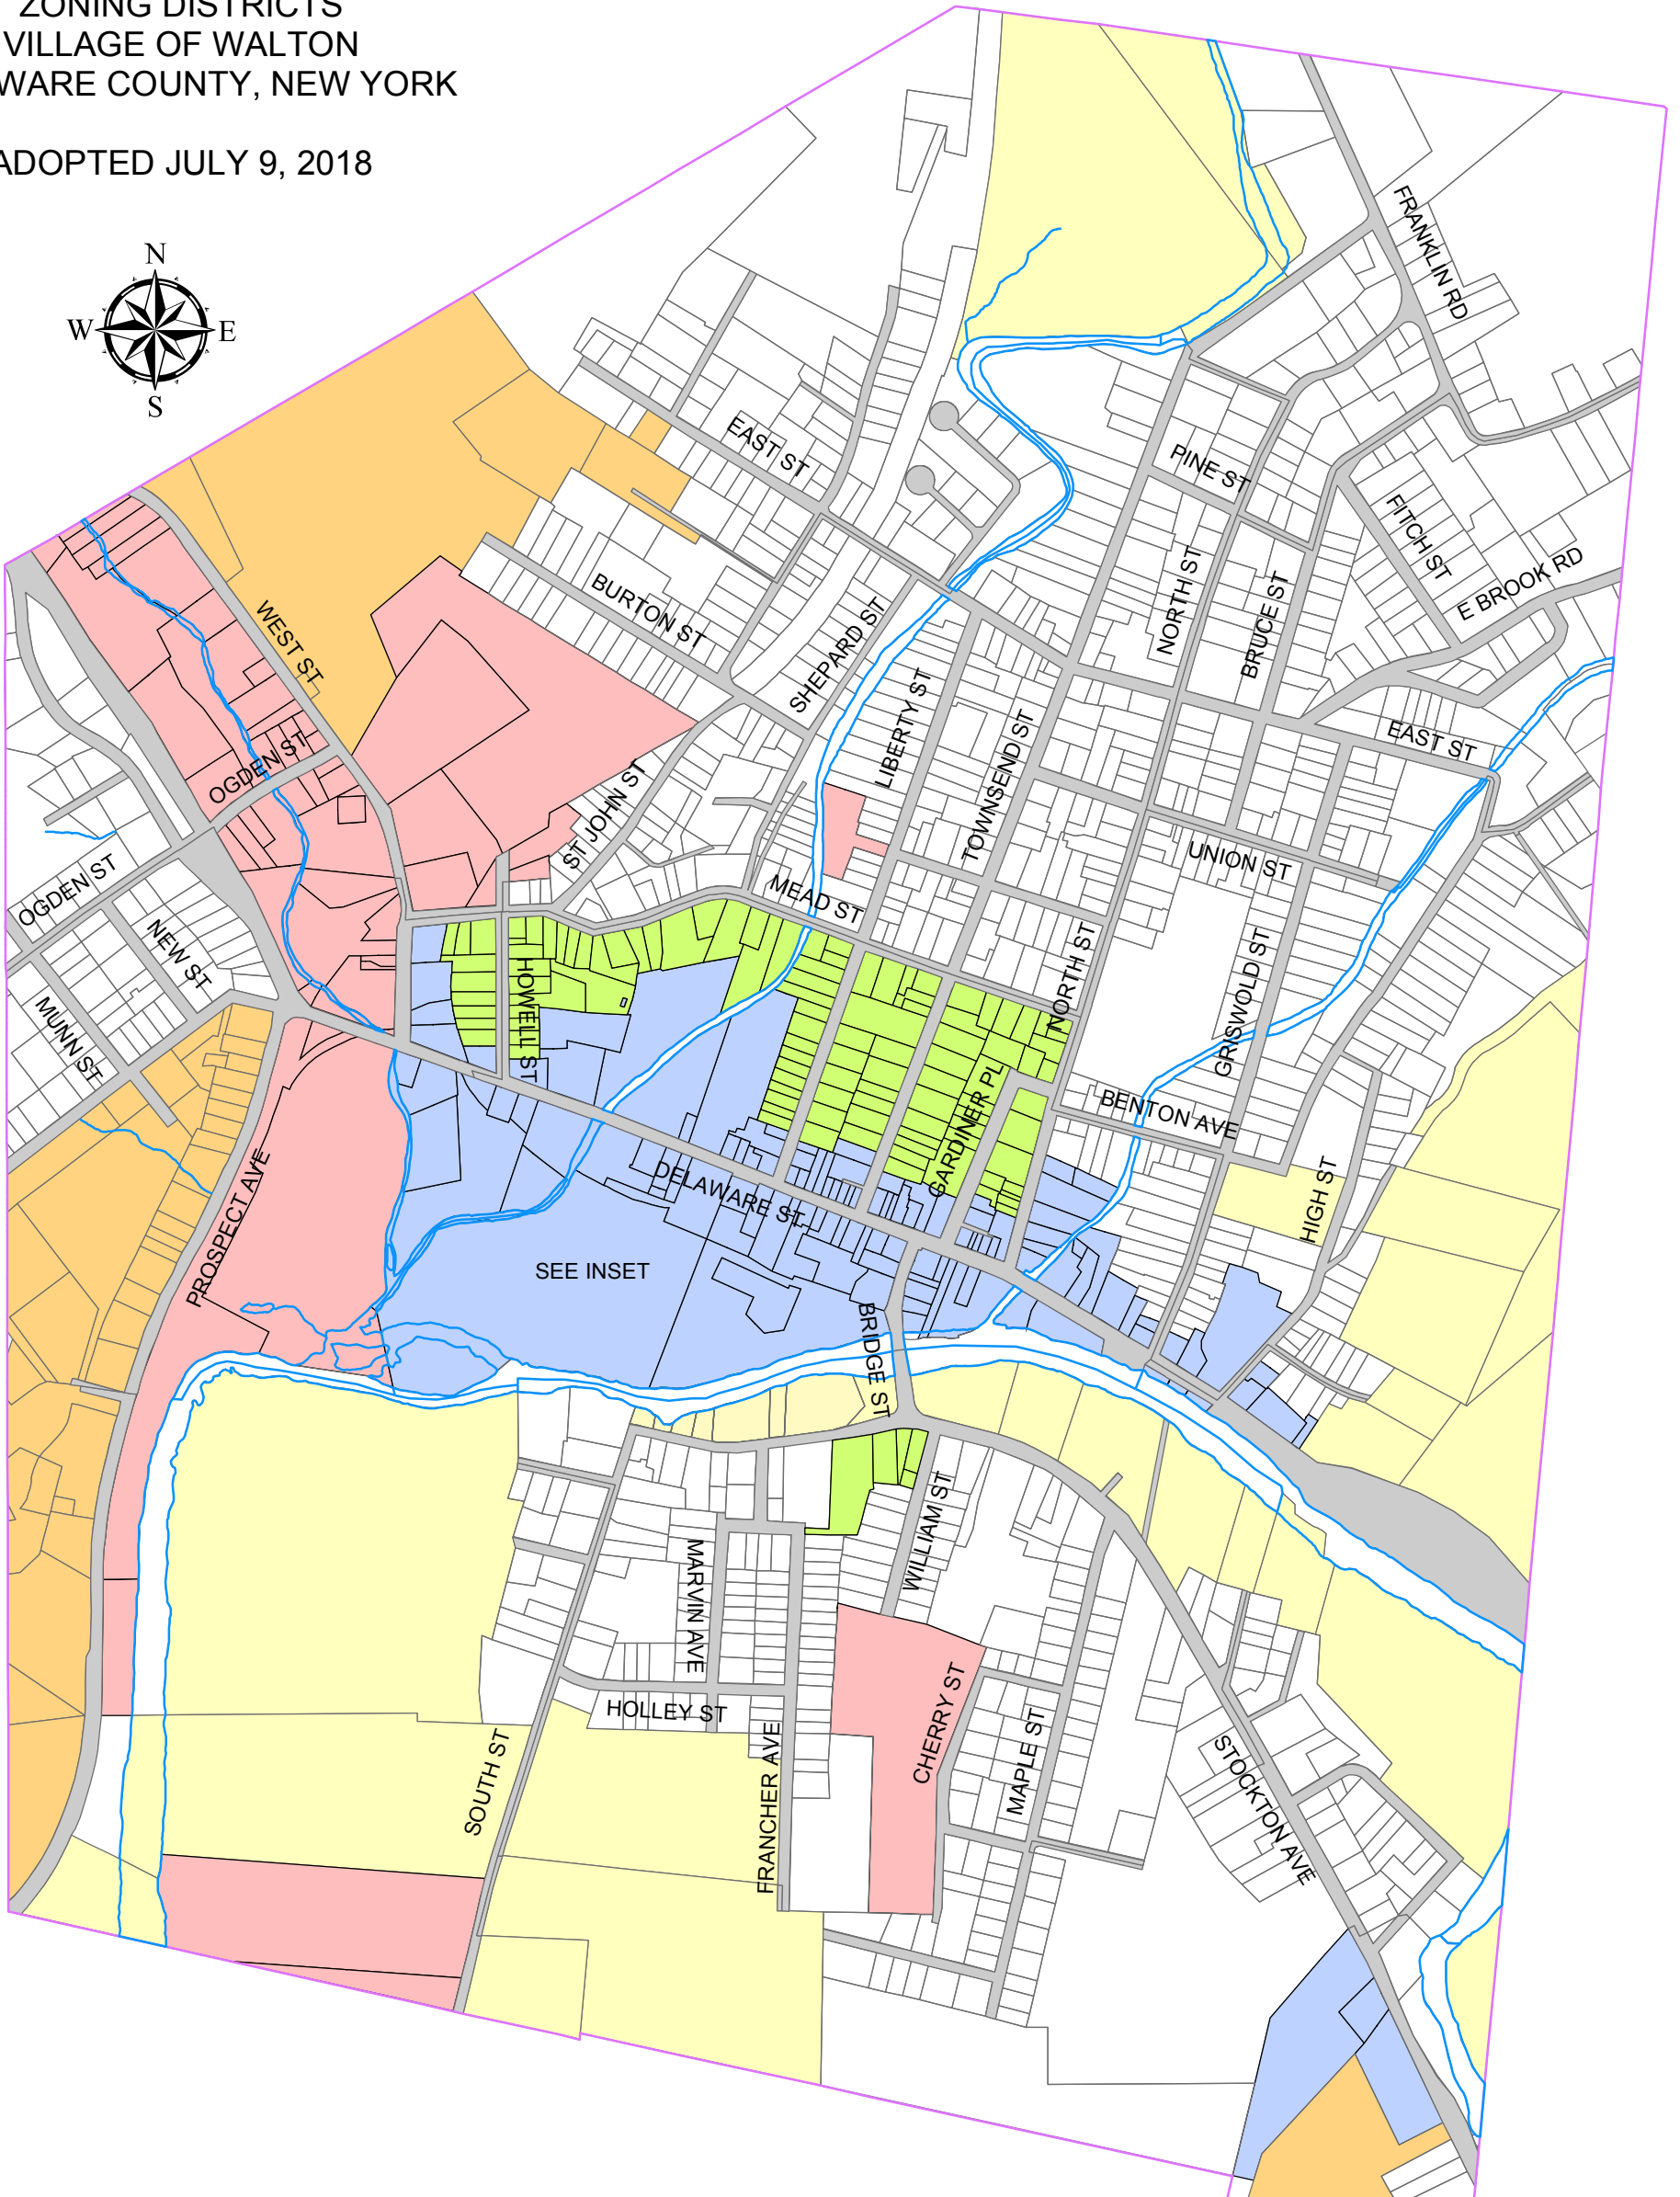 ZONING DISTRICTS
VILLAGE OF WALTON
WARE COUNTY, NEW YORK
ADOPTED JULY 9, 2018
N
W
E
S
FRANKLIN RD
EAST ST
PINE ST
FITCH ST
E BROOK RD
BURTON ST
NORTH ST
BRUCE ST
WEST ST
SHEPARD ST
LIBERTY ST
TOWNSEND ST
EAST ST
OGDEN ST
ST JOHN ST
UNION ST
OGDEN ST
MEAD ST
NEW ST
HOWELL ST
NORTH ST
GRISWOLD ST
MUNN ST
GARDINER PL
BENTON AVE
PROSPECT AVE
DELAWARE ST
HIGH ST
SEE INSET
BRIDGE ST
WILLIAM ST
MARVIN AVE
HOLLEY ST
CHERRY ST
SOUTH ST
FRANCHER AVE
MAPLE ST
STOCKTON AVE